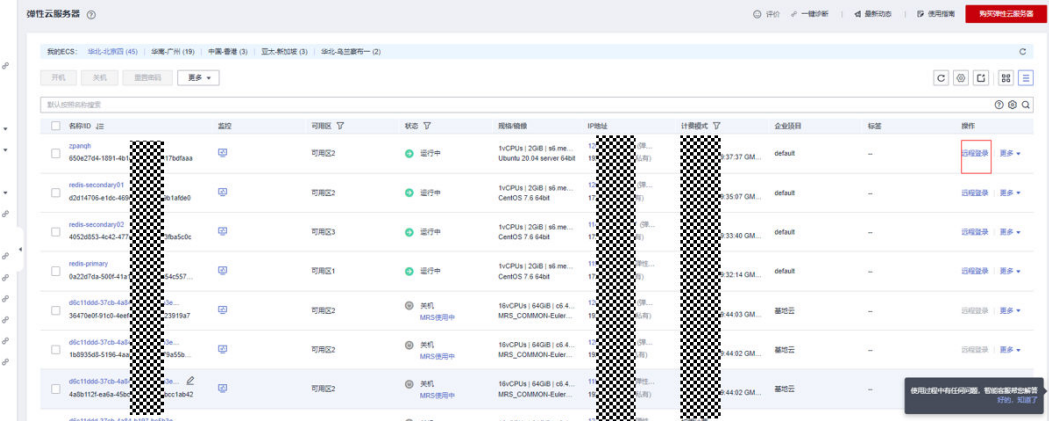 弹性云服务器
评价 一键诊断 最新动态 使用指南 购买弹性云服务器
我的ECS: 华北-北京四 (45) 华南-广州 (19) 中国-香港 (3) 亚太-新加坡 (3) 华北-乌兰察布一 (2)
开机 关机 重置密码 更多
默认按照名称搜索
名称/ID 监控 可用区 状态 规格/镜像 IP地址 计费模式 企业项目 标签 操作
zpanqh
650e27d4-1891-4b 17bdfaaa
可用区2 运行中
1vCPUs | 2GiB | s6.me...
Ubuntu 20.04 server 64bit
7:07:37 GM... default -- 远程登录 更多
redis-secondary01
d2d14706-e1dc-46 ab1afde0
可用区2 运行中
1vCPUs | 2GiB | s6.me...
CentOS 7.6 64bit
9:35:07 GM... default -- 远程登录 更多
redis-secondary02
4052d853-4c42-47 fba5c0c
可用区3 运行中
1vCPUs | 2GiB | s6.me...
CentOS 7.6 64bit
:33:40 GM... default -- 远程登录 更多
redis-primary
0a22d7da-500f-41a 64c557...
可用区1 运行中
1vCPUs | 2GiB | s6.me...
CentOS 7.6 64bit
:32:14 GM... default -- 远程登录 更多
d6c11ddd-37cb-4a
36470e0f-91c0-4ee 23919a7
可用区2 关机
MRS使用中
16vCPUs | 64GiB | c6.4...
MRS_COMMON-Euler...
:44:03 GM... 基地云 -- 远程登录 更多
d6c11ddd-37cb-4a
1b8935d8-5196-4a 9a55b...
可用区2 关机
MRS使用中
16vCPUs | 64GiB | c6.4...
MRS_COMMON-Euler...
:44:02 GM... 基地云 -- 远程登录 更多
d6c11ddd-37cb-4a
4a8b112f-ea6a-45b cc1ab42
可用区2 关机
MRS使用中
16vCPUs | 64GiB | c6.4...
MRS_COMMON-Euler...
:44:02 GM... 基地云 --
使用过程中有任何问题，智能客服帮您解答
好的，知道了